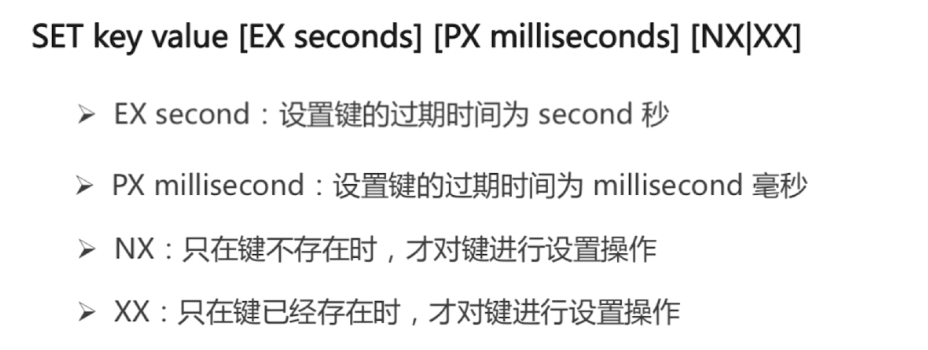 SET key value [EX seconds] [PX milliseconds] [NX|XX]
➢ EX second：设置键的过期时间为 second 秒
➢ PX millisecond：设置键的过期时间为 millisecond 毫秒
➢ NX：只在键不存在时，才对键进行设置操作
➢ XX：只在键已经存在时，才对键进行设置操作